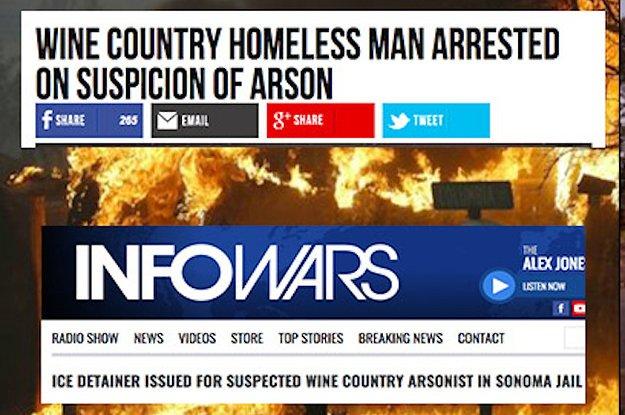 WINE COUNTRY HOMELESS MAN ARRESTED
ON SUSPICION OF ARSON
f SHARE 265 EMAIL g+ SHARE TWEET
INFOWARS
THE
ALEX JONE
LISTEN NOW
f
RADIO SHOW NEWS VIDEOS STORE TOP STORIES BREAKING NEWS CONTACT
ICE DETAINER ISSUED FOR SUSPECTED WINE COUNTRY ARSONIST IN SONOMA JAIL